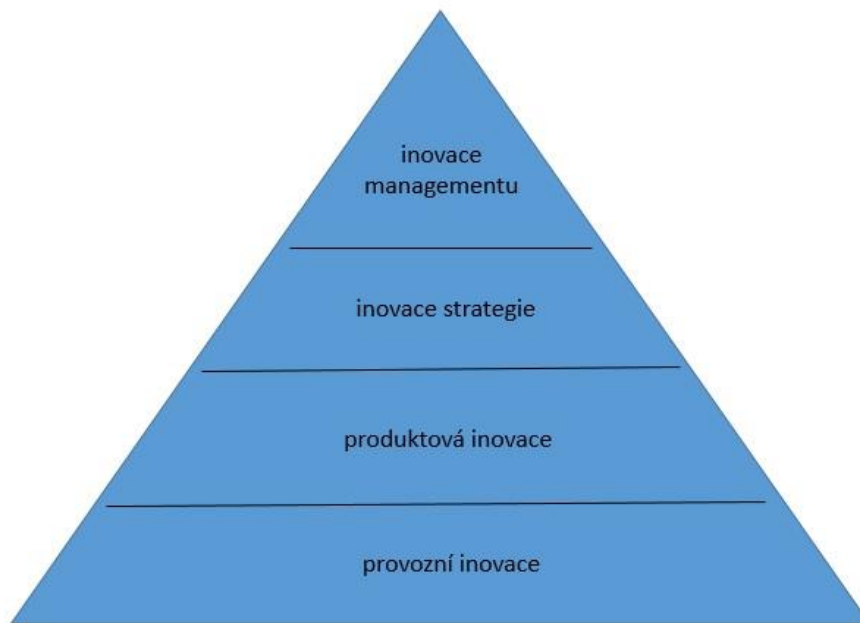 inovace
managementu
inovace strategie
produktová inovace
provozní inovace